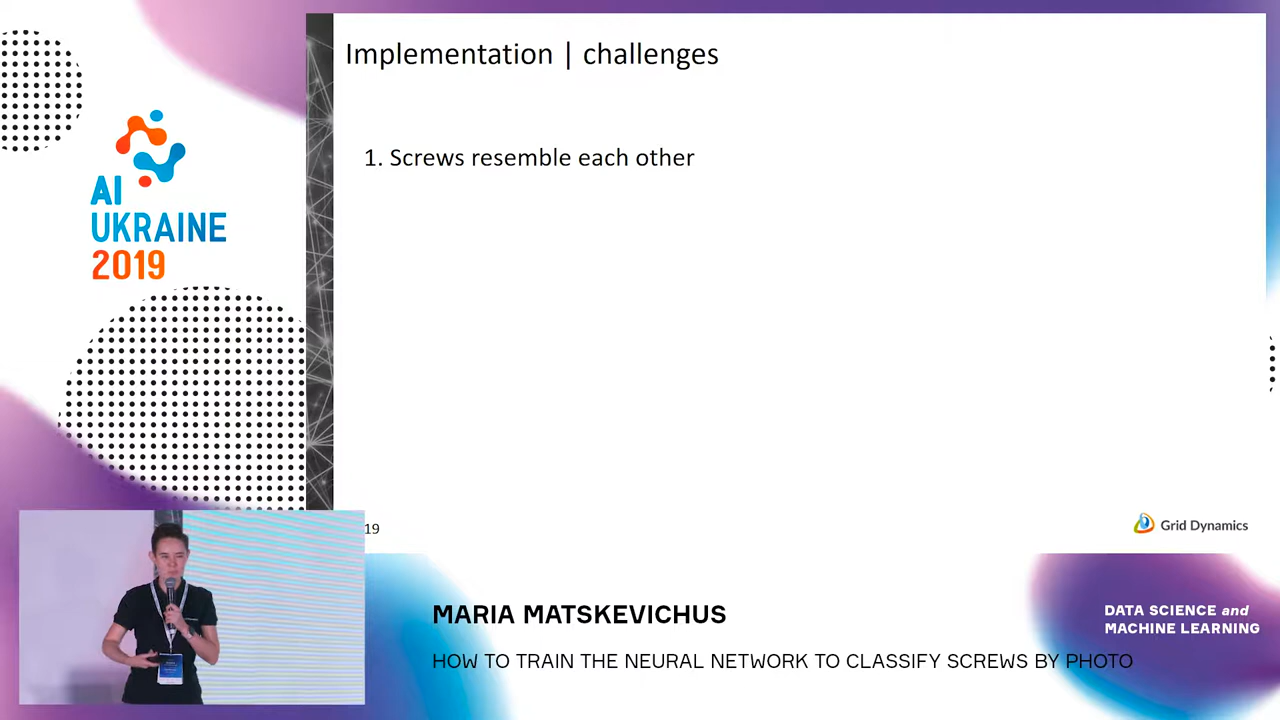 Implementation | challenges
1. Screws resemble each other
AI
UKRAINE
2019
19
Grid Dynamics
MARIA MATSKEVICHUS
HOW TO TRAIN THE NEURAL NETWORK TO CLASSIFY SCREWS BY PHOTO
DATA SCIENCE and
MACHINE LEARNING